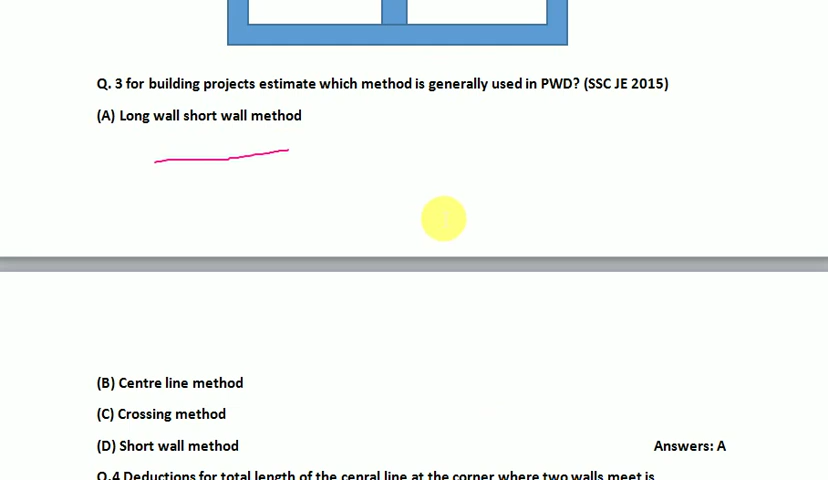 Q. 3 for building projects estimate which method is generally used in PWD? (SSC JE 2015)
(A) Long wall short wall method
(B) Centre line method
(C) Crossing method
(D) Short wall method Answers: A
Q.4 Deductions for total length of the cenral line at the corner where two walls meet is